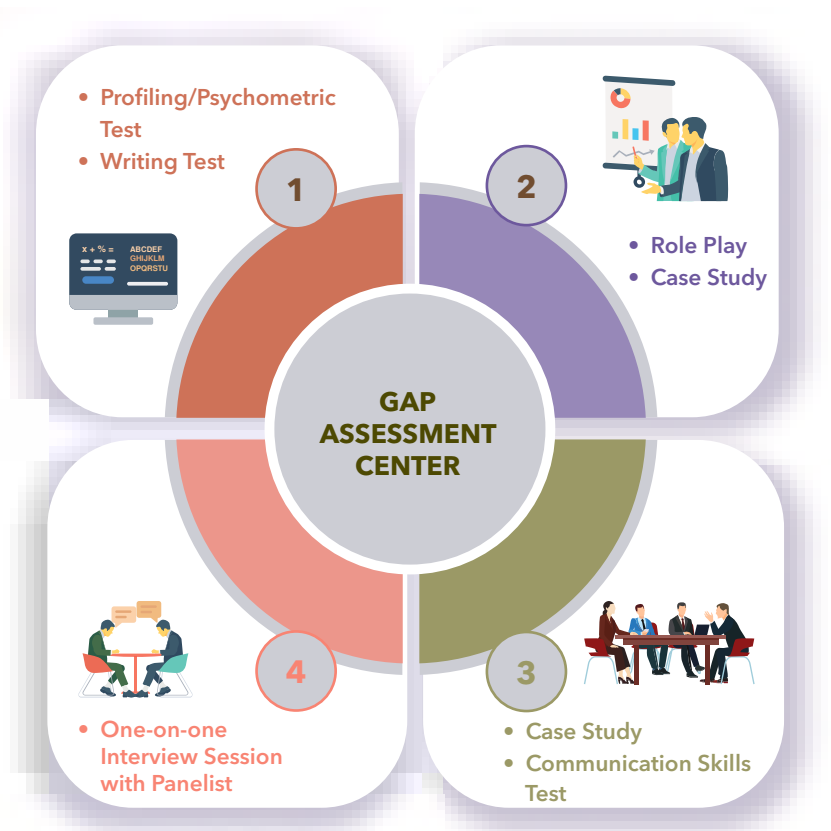 • Profiling/Psychometric
Test
• Writing Test
1
x + % =
ABCDEF
GHIJKLM
OPQRSTU
2
• Role Play
• Case Study
GAP
ASSESSMENT
CENTER
4
• One-on-one
Interview Session
with Panelist
3
• Case Study
• Communication Skills
Test